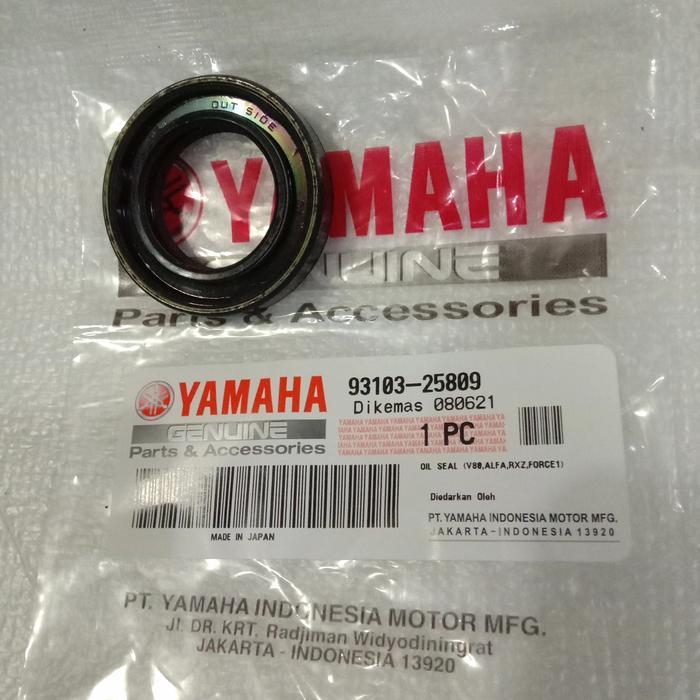 OUT SIDE
YAMAHA
GENUINE
Parts & Accessories
YAMAHA
GENUINE
Parts & Accessories
93103-25809
Dikemas 080621
1 PC
OIL SEAL (V80,ALFA,RXZ,FORCE1)
MADE IN JAPAN
Diedarkan Oleh
PT.YAMAHA INDONESIA MOTOR MFG.
JAKARTA-INDONESIA 13920
PT. YAMAHA INDONESIA MOTOR MFG.
Jl. DR. KRT. Radjiman Widyodiningrat
JAKARTA - INDONESIA 13920